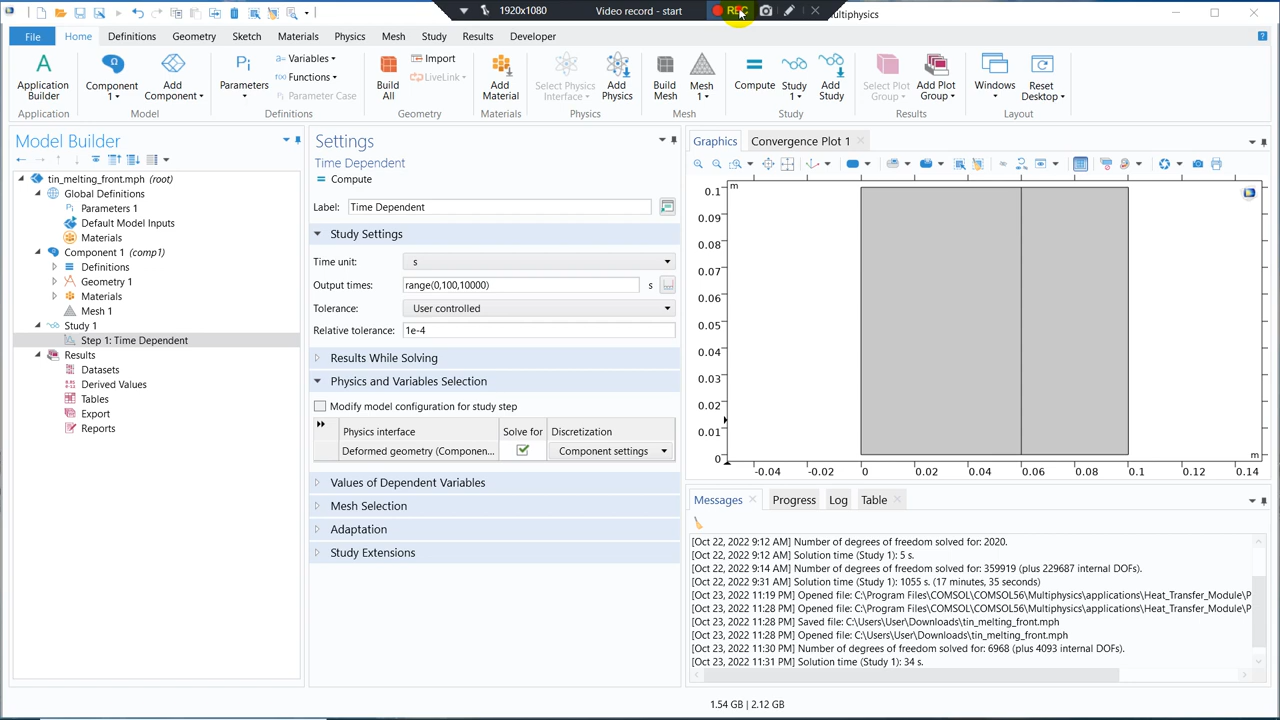 1920x1080
Video record - start
REC
Multiphysics
File
Home
Definitions
Geometry
Sketch
Materials
Physics
Mesh
Study
Results
Developer
Application
Builder
Application
Component
1
Add
Component
Model
Parameters
Variables
Functions
Parameter Case
Definitions
Build
All
Import
LiveLink
Geometry
Add
Material
Materials
Select Physics
Interface
Add
Physics
Physics
Build
Mesh
Mesh
1
Mesh
Compute
Study
1
Add
Study
Study
Select Plot
Group
Add Plot
Group
Results
Windows
Reset
Desktop
Layout
Model Builder
tin_melting_front.mph (root)
Global Definitions
Parameters 1
Default Model Inputs
Materials
Component 1 (comp1)
Definitions
Geometry 1
Materials
Mesh 1
Study 1
Step 1: Time Dependent
Results
Datasets
Derived Values
Tables
Export
Reports
Settings
Time Dependent
Compute
Label: Time Dependent
Study Settings
Time unit: s
Output times: range(0,100,10000) s
Tolerance: User controlled
Relative tolerance: 1e-4
Results While Solving
Physics and Variables Selection
Modify model configuration for study step
Physics interface Solve for Discretization
Deformed geometry (Componen... Component settings
Values of Dependent Variables
Mesh Selection
Adaptation
Study Extensions
Graphics
Convergence Plot 1
m
0.1
0.09
0.08
0.07
0.06
0.05
0.04
0.03
0.02
0.01
0
m
-0.04 -0.02 0 0.02 0.04 0.06 0.08 0.1 0.12 0.14
Messages
Progress
Log
Table
[Oct 22, 2022 9:12 AM] Number of degrees of freedom solved for: 2020.
[Oct 22, 2022 9:12 AM] Solution time (Study 1): 5 s.
[Oct 22, 2022 9:14 AM] Number of degrees of freedom solved for: 359919 (plus 229687 internal DOFs).
[Oct 22, 2022 9:31 AM] Solution time (Study 1): 1055 s. (17 minutes, 35 seconds)
[Oct 23, 2022 11:19 PM] Opened file: C:\Program Files\COMSOL\COMSOL56\Multiphysics\applications\Heat_Transfer_Module\P
[Oct 23, 2022 11:28 PM] Opened file: C:\Program Files\COMSOL\COMSOL56\Multiphysics\applications\Heat_Transfer_Module\P
[Oct 23, 2022 11:28 PM] Saved file: C:\Users\User\Downloads\tin_melting_front.mph
[Oct 23, 2022 11:28 PM] Opened file: C:\Users\User\Downloads\tin_melting_front.mph
[Oct 23, 2022 11:30 PM] Number of degrees of freedom solved for: 6968 (plus 4093 internal DOFs).
[Oct 23, 2022 11:31 PM] Solution time (Study 1): 34 s.
1.54 GB | 2.12 GB